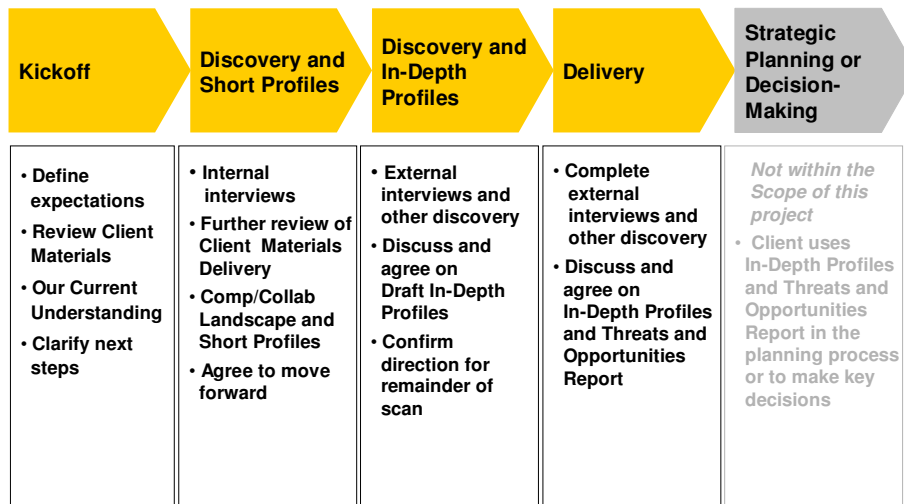 Kickoff
Discovery and
Short Profiles
Discovery and
In-Depth
Profiles
Delivery
Strategic
Planning or
Decision-
Making
• Define
expectations
• Review Client
Materials
• Our Current
Understanding
• Clarify next
steps
• Internal
interviews
• Further review of
Client Materials
Delivery
• Comp/Collab
Landscape and
Short Profiles
• Agree to move
forward
• External
interviews and
other discovery
• Discuss and
agree on
Draft In-Depth
Profiles
• Confirm
direction for
remainder of
scan
• Complete
external
interviews and
other discovery
• Discuss and
agree on
In-Depth Profiles
and Threats and
Opportunities
Report
Not within the
Scope of this
project
• Client uses
In-Depth Profiles
and Threats and
Opportunities
Report in the
planning process
or to make key
decisions